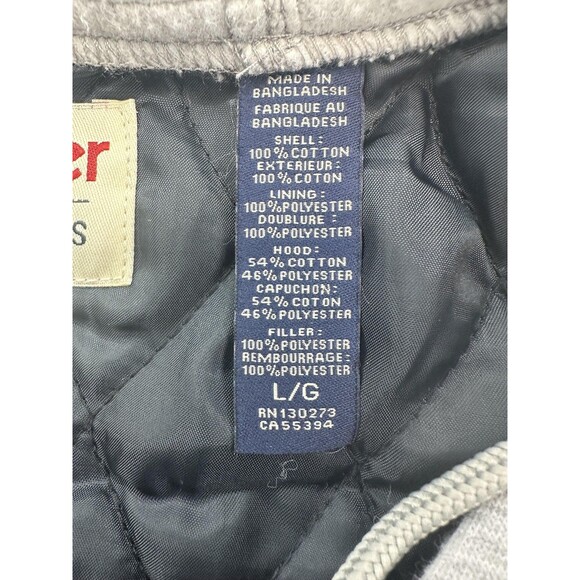 er
S
MADE IN
BANGLADESH
FABRIQUE AU
BANGLADESH
SHELL:
100% COTTON
EXTERIEUR:
100% COTON
LINING:
100% POLYESTER
DOUBLURE:
100% POLYESTER
HOOD:
54% COTTON
46% POLYESTER
CAPUCHON:
54% COTON
46% POLYESTER
FILLER:
100% POLYESTER
REMBOURRAGE:
100% POLYESTER
L/G
RN130273
CA55394